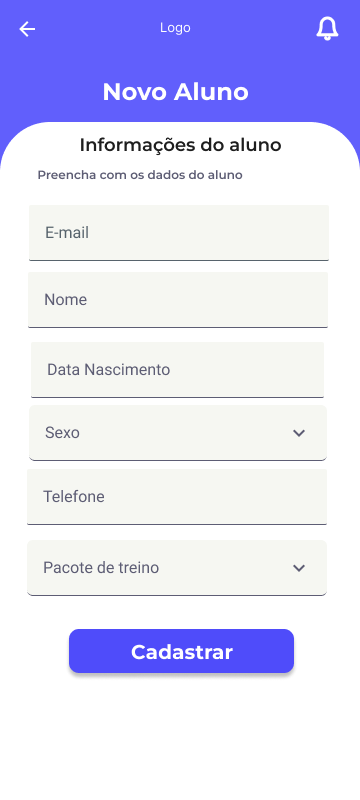 Logo
Novo Aluno
Informações do aluno
Preencha com os dados do aluno
E-mail
Nome
Data Nascimento
Sexo
Telefone
Pacote de treino
Cadastrar